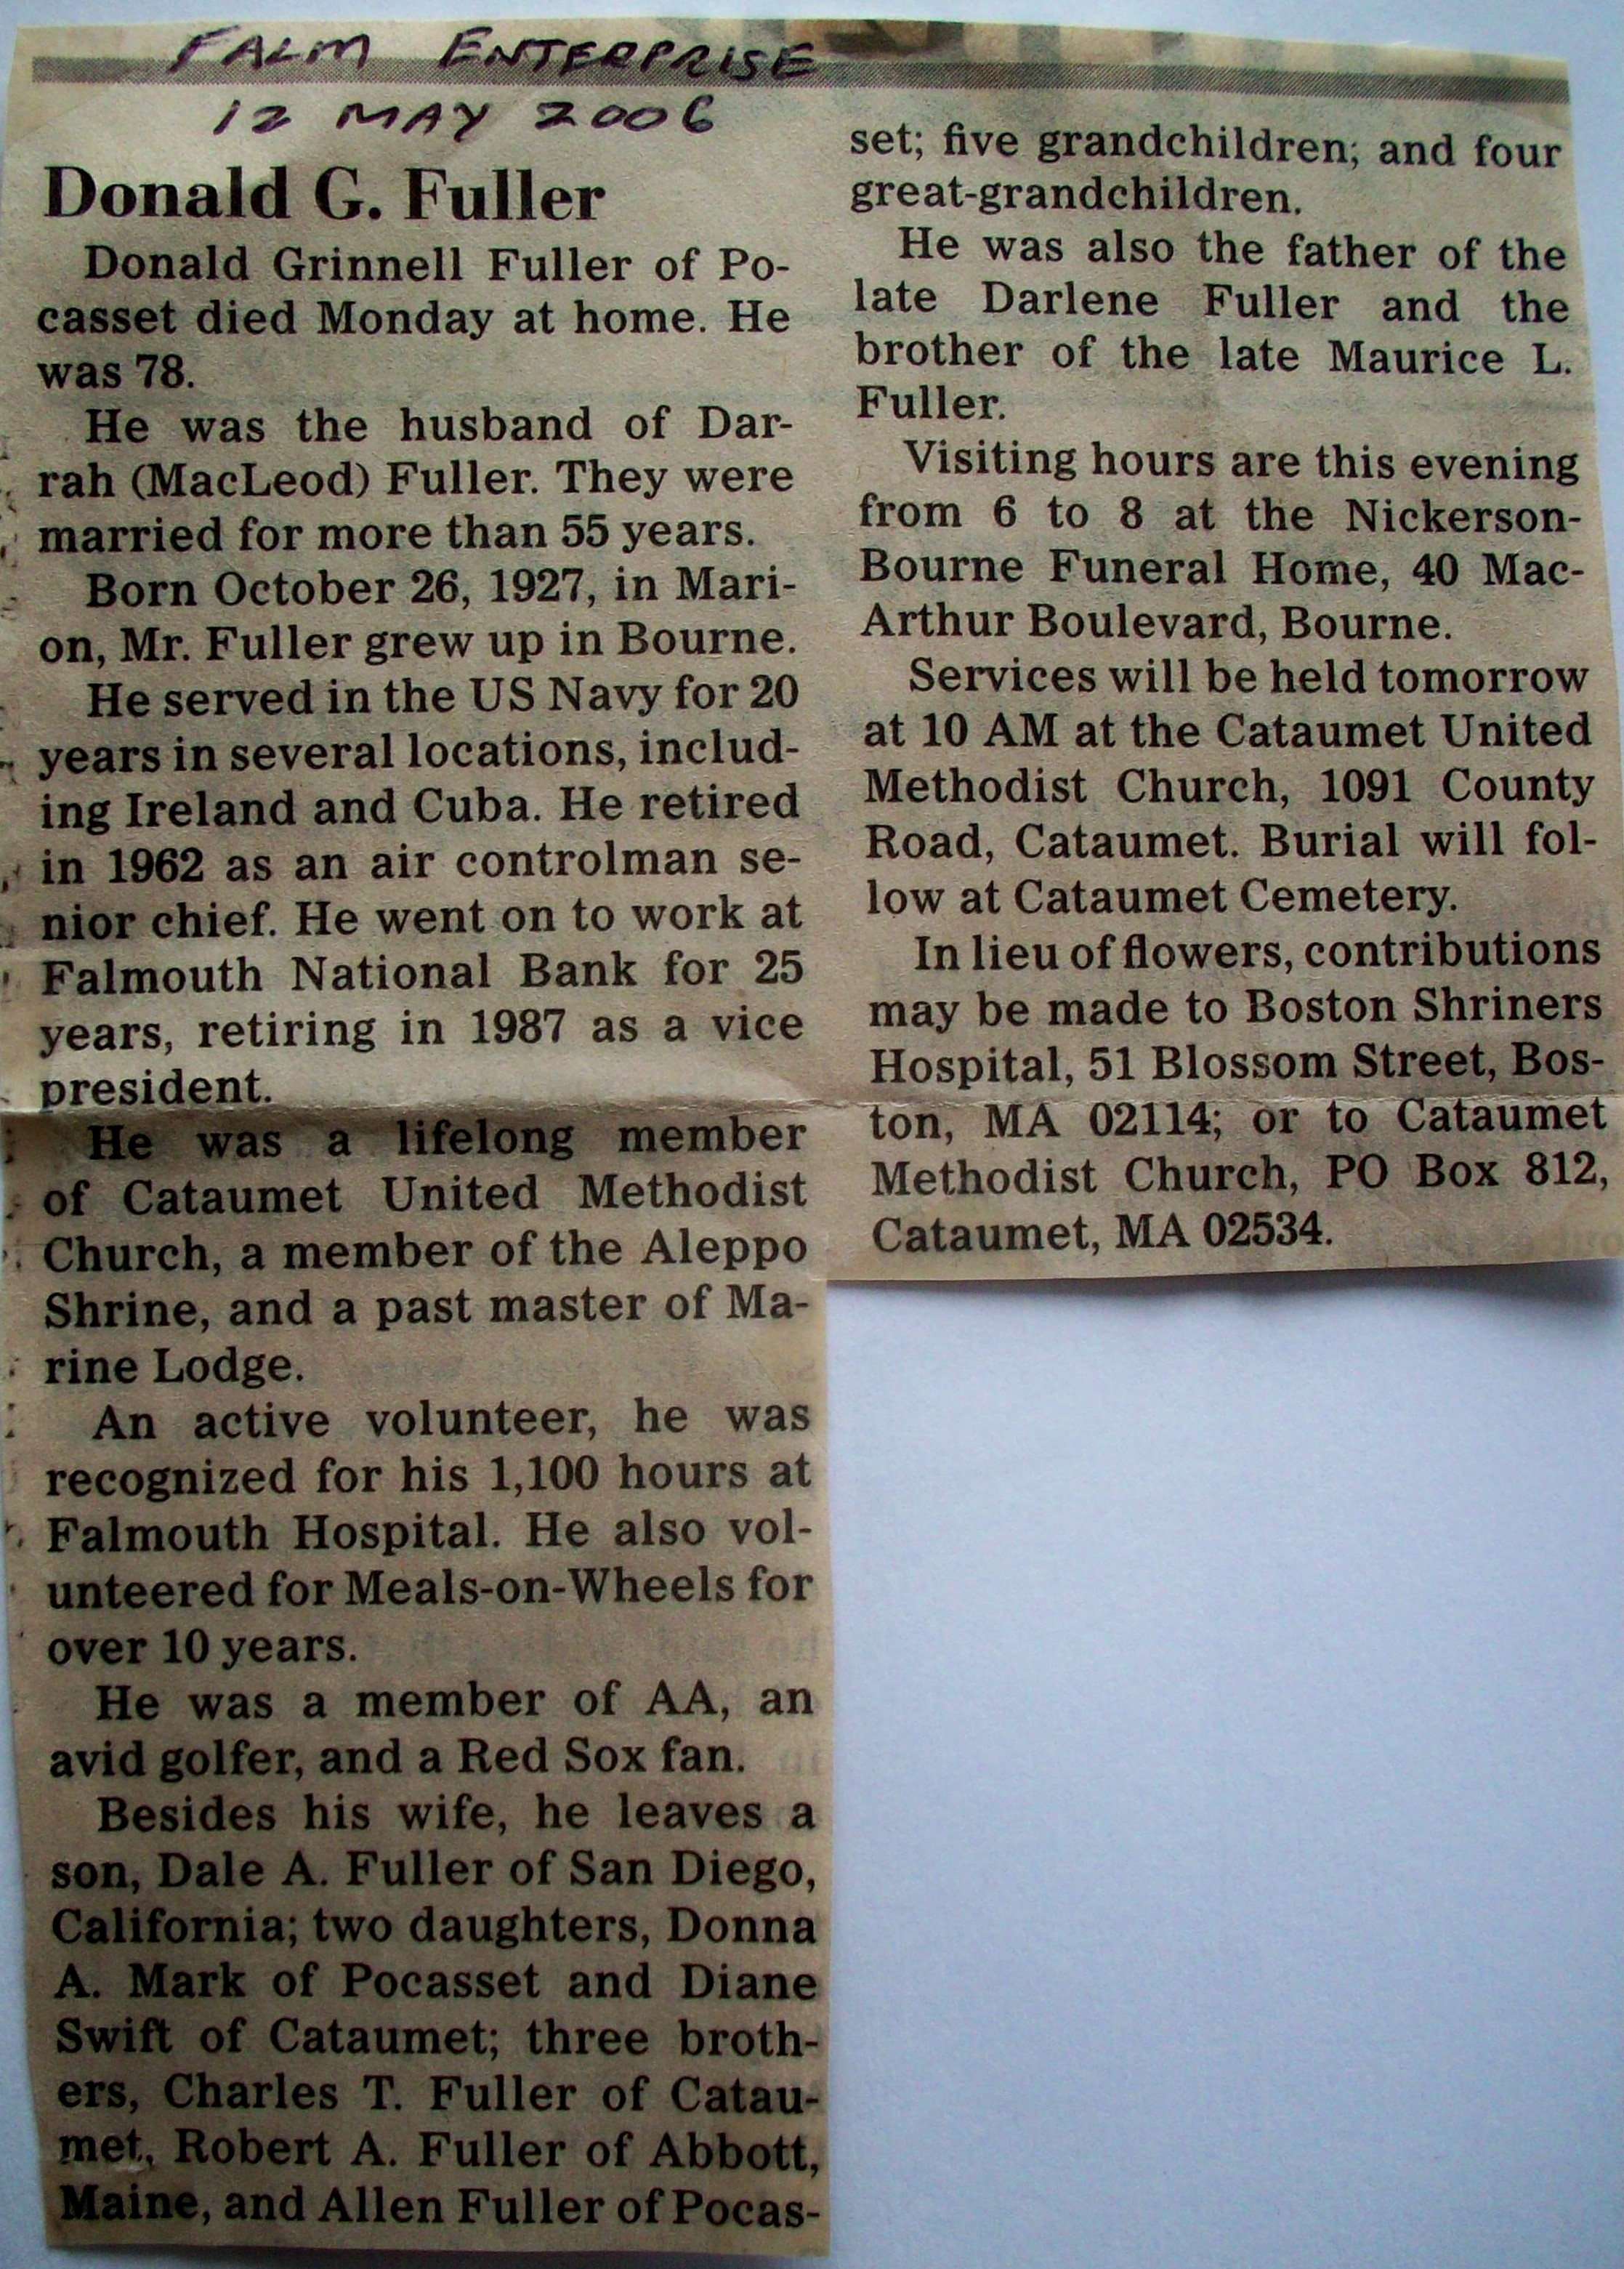 FALM ENTERPRISE
12 MAY 2006
Donald G. Fuller
Donald Grinnell Fuller of Po-
casset died Monday at home. He
was 78.
He was the husband of Dar-
rah (MacLeod) Fuller. They were
married for more than 55 years.
Born October 26, 1927, in Mari-
on, Mr. Fuller grew up in Bourne.
He served in the US Navy for 20
years in several locations, includ-
ing Ireland and Cuba. He retired
in 1962 as an air controlman se-
nior chief. He went on to work at
Falmouth National Bank for 25
years, retiring in 1987 as a vice
president.
He was a lifelong member
of Cataumet United Methodist
Church, a member of the Aleppo
Shrine, and a past master of Ma-
rine Lodge.
An active volunteer, he was
recognized for his 1,100 hours at
Falmouth Hospital. He also vol-
unteered for Meals-on-Wheels for
over 10 years.
He was a member of AA, an
avid golfer, and a Red Sox fan.
Besides his wife, he leaves a
son, Dale A. Fuller of San Diego,
California; two daughters, Donna
A. Mark of Pocasset and Diane
Swift of Cataumet; three broth-
ers, Charles T. Fuller of Catau-
met, Robert A. Fuller of Abbott,
Maine, and Allen Fuller of Pocas-
set; five grandchildren; and four
great-grandchildren.
He was also the father of the
late Darlene Fuller and the
brother of the late Maurice L.
Fuller.
Visiting hours are this evening
from 6 to 8 at the Nickerson-
Bourne Funeral Home, 40 Mac-
Arthur Boulevard, Bourne.
Services will be held tomorrow
at 10 AM at the Cataumet United
Methodist Church, 1091 County
Road, Cataumet. Burial will fol-
low at Cataumet Cemetery.
In lieu of flowers, contributions
may be made to Boston Shriners
Hospital, 51 Blossom Street, Bos-
ton, MA 02114; or to Cataumet
Methodist Church, PO Box 812,
Cataumet, MA 02534.